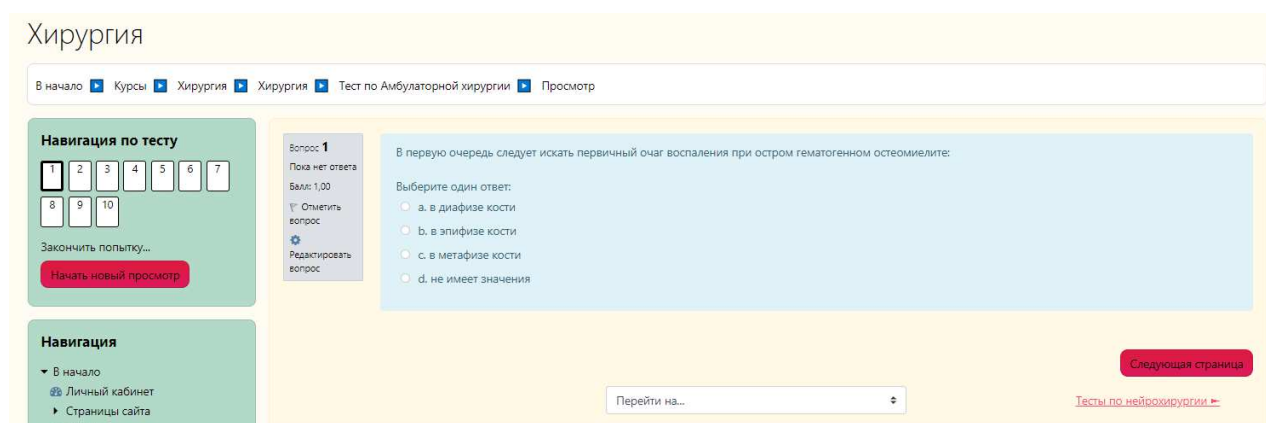 Хирургия
В начало Курсы Хирургия Хирургия Тест по Амбулаторной хирургии Просмотр
Навигация по тесту
1 2 3 4 5 6 7
8 9 10
Закончить попытку...
Начать новый просмотр
Навигация
В начало
Личный кабинет
Страницы сайта
Вопрос 1
Пока нет ответа
Балл: 1,00
Отметить
вопрос
Редактировать
вопрос
В первую очередь следует искать первичный очаг воспаления при остром гематогенном остеомиелите:
Выберите один ответ:
a. в диафизе кости
b. в эпифизе кости
c. в метафизе кости
d. не имеет значения
Следующая страница
Перейти на...
Тесты по нейрохирургии ►